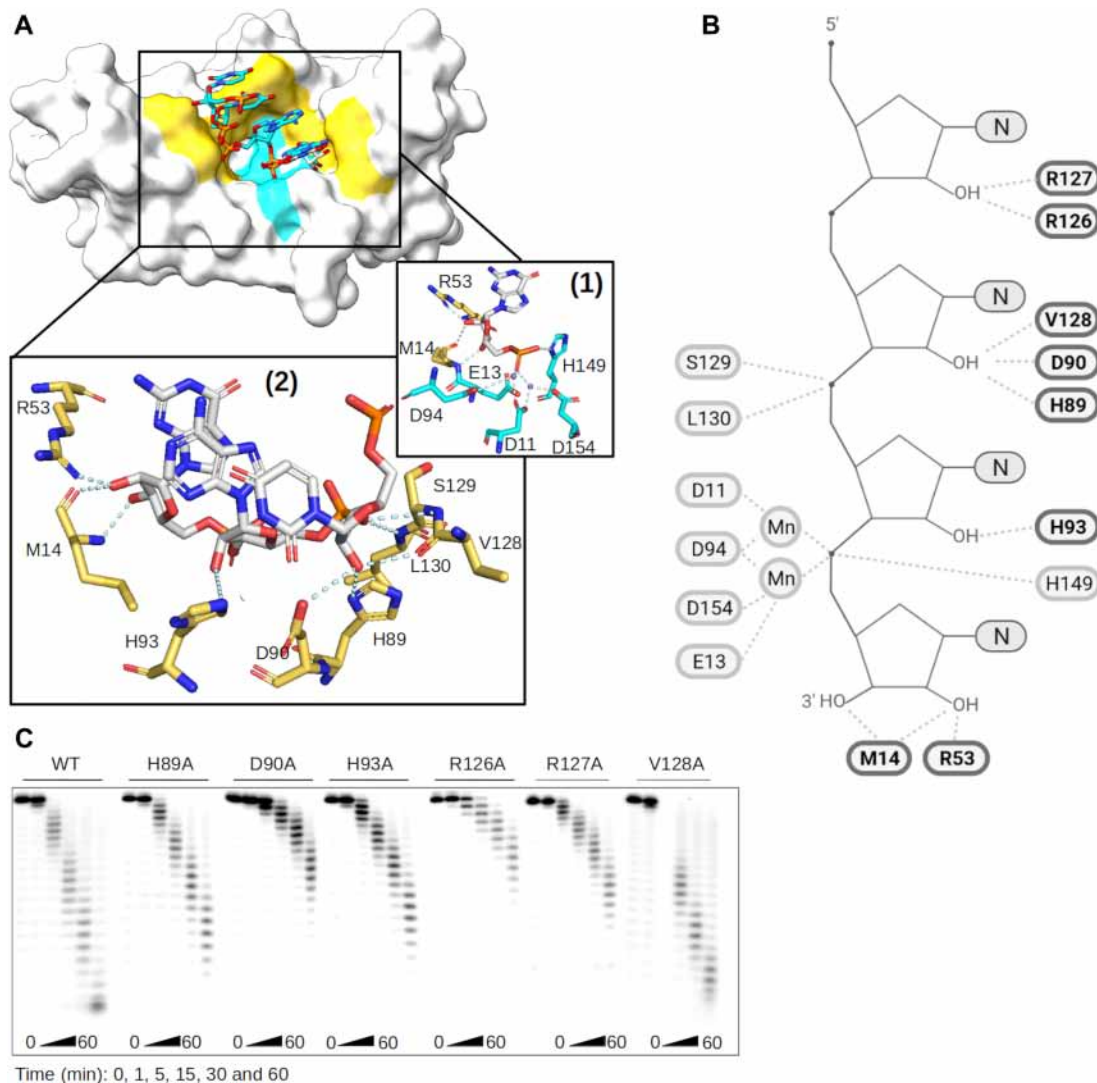 A
(1)
R53
M14
E13
H149
D94
D11
D154
(2)
R53
M14
S129
V128
L130
H93
D90
H89
B
5'
N
OH
R127
R126
N
V128
S129
OH
D90
L130
H89
N
D11
Mn
OH
H93
D94
Mn
H149
D154
N
E13
3' HO
OH
M14
R53
C
WT H89A D90A H93A R126A R127A V128A
0 60 0 60 0 60 0 60 0 60 0 60 0 60
Time (min): 0, 1, 5, 15, 30 and 60